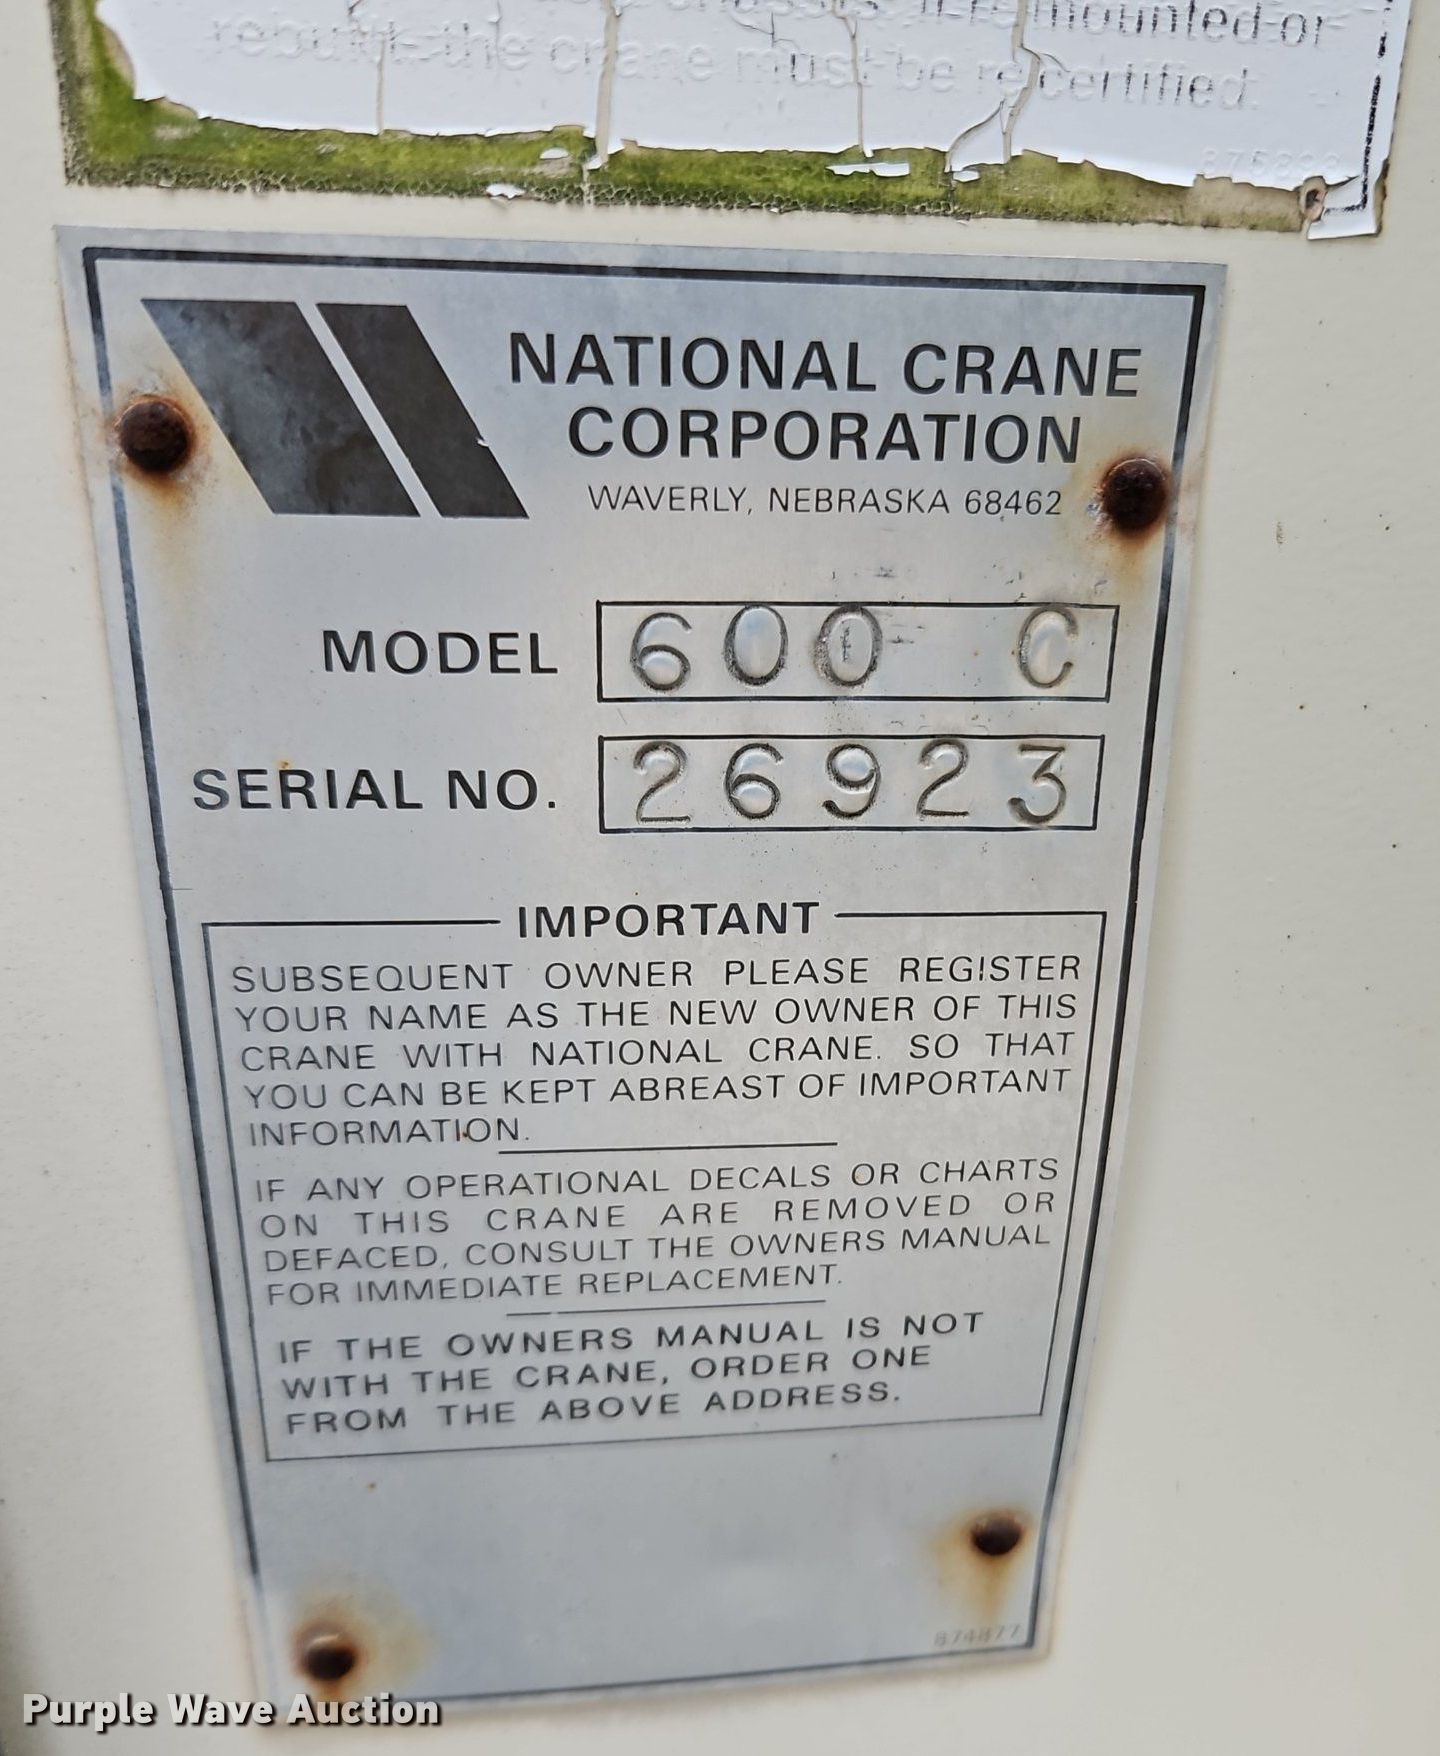 mounted or
rebuilt the crane must be recertified.
NATIONAL CRANE
CORPORATION
WAVERLY, NEBRASKA 68462
MODEL 600 C
SERIAL NO. 26923
IMPORTANT
SUBSEQUENT OWNER PLEASE REGISTER
YOUR NAME AS THE NEW OWNER OF THIS
CRANE WITH NATIONAL CRANE. SO THAT
YOU CAN BE KEPT ABREAST OF IMPORTANT
INFORMATION.
IF ANY OPERATIONAL DECALS OR CHARTS
ON THIS CRANE ARE REMOVED OR
DEFACED, CONSULT THE OWNERS MANUAL
FOR IMMEDIATE REPLACEMENT.
IF THE OWNERS MANUAL IS NOT
WITH THE CRANE, ORDER ONE
FROM THE ABOVE ADDRESS.
874877
Purple Wave Auction